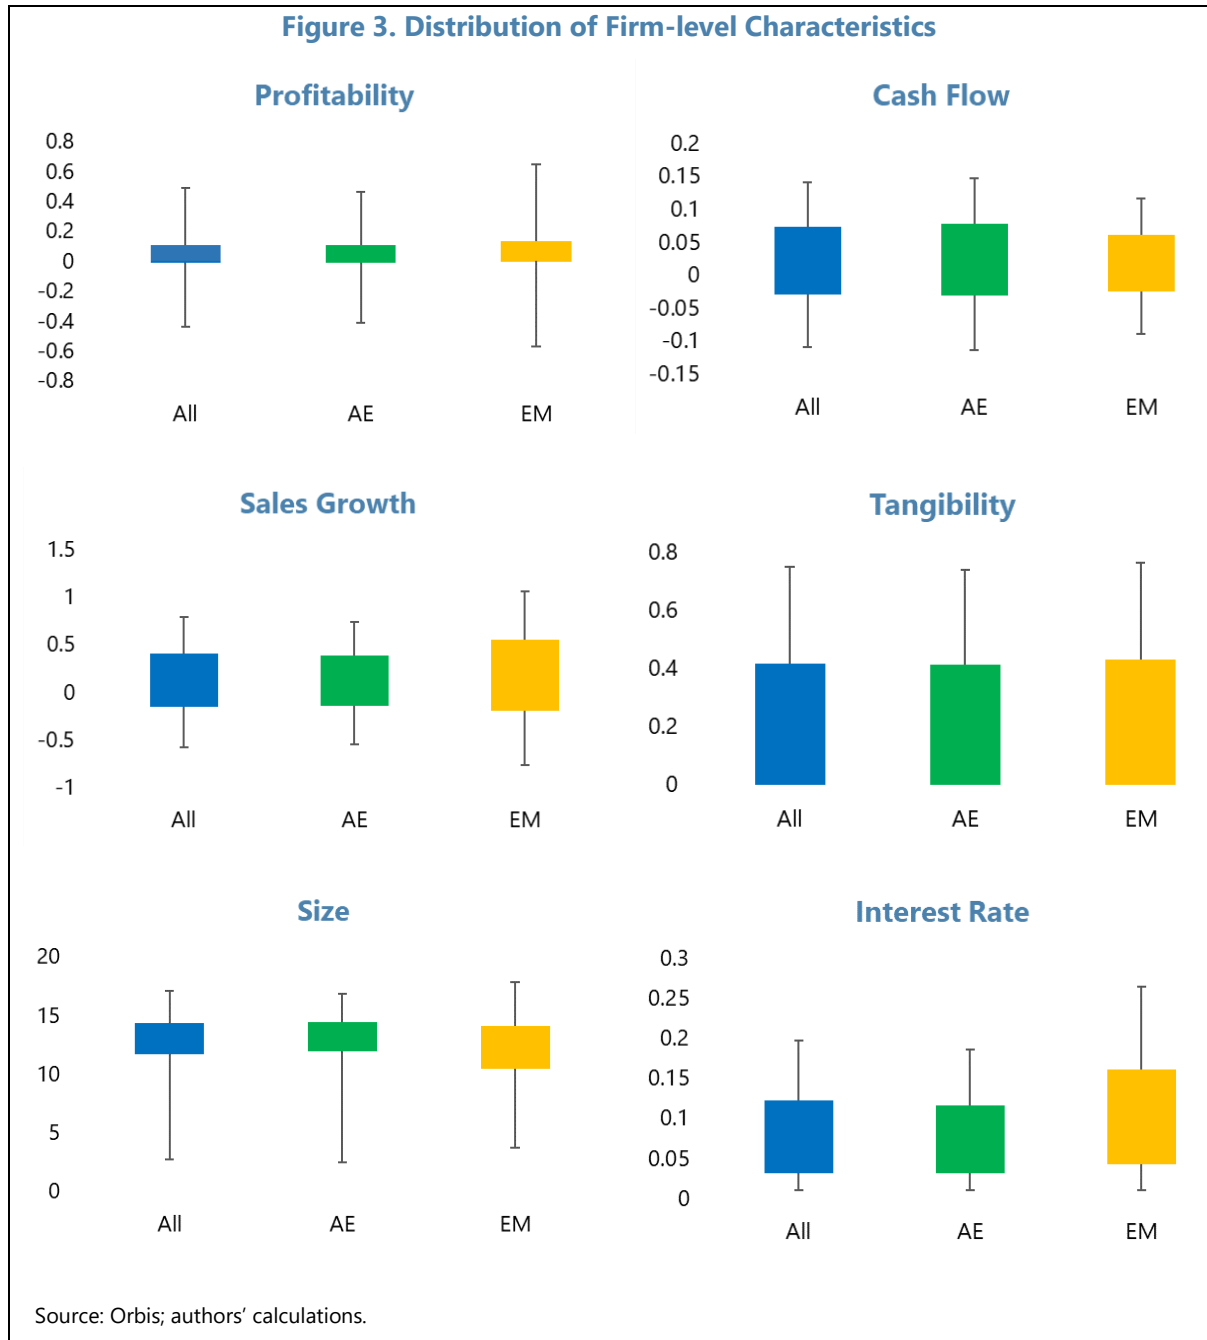 Figure 3. Distribution of Firm-level Characteristics
Profitability
0.8
0.6
0.4
0.2
0
-0.2
-0.4
-0.6
-0.8
All AE EM
Cash Flow
0.2
0.15
0.1
0.05
0
-0.05
-0.1
-0.15
All AE EM
Sales Growth
1.5
1
0.5
0
-0.5
-1
All AE EM
Tangibility
0.8
0.6
0.4
0.2
0
All AE EM
Size
20
15
10
5
0
All AE EM
Interest Rate
0.3
0.25
0.2
0.15
0.1
0.05
0
All AE EM
Source: Orbis; authors’ calculations.